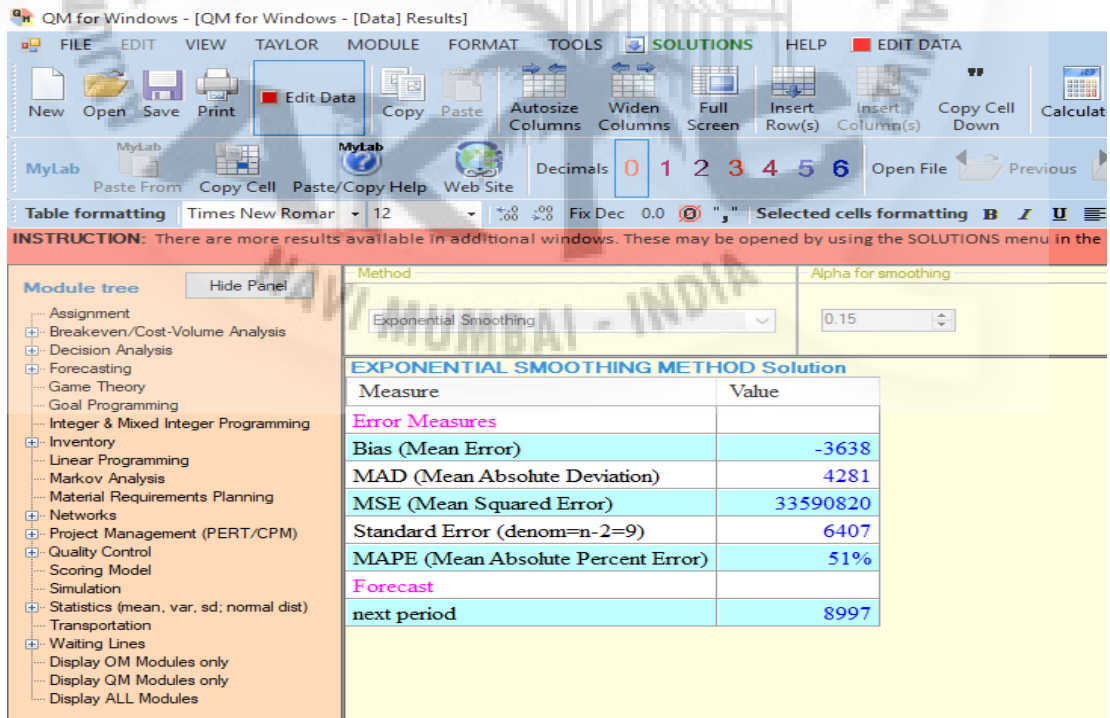 QM for Windows - [QM for Windows - [Data] Results]
FILE EDIT VIEW TAYLOR MODULE FORMAT TOOLS SOLUTIONS HELP EDIT DATA
New Open Save Print Edit Data Copy Paste Autosize Columns Widen Columns Full Screen Insert Row(s) Insert Column(s) Copy Cell Down Calculat
MyLab MyLab Paste From Copy Cell MyLab Paste/Copy Help Web Site Decimals 0 1 2 3 4 5 6 Open File Previous
Table formatting Times New Romar 12 Fix Dec 0.0 "," Selected cells formatting B I U
INSTRUCTION: There are more results available in additional windows. These may be opened by using the SOLUTIONS menu in the
Module tree Hide Panel
Assignment
Breakeven/Cost-Volume Analysis
Decision Analysis
Forecasting
Game Theory
Goal Programming
Integer & Mixed Integer Programming
Inventory
Linear Programming
Markov Analysis
Material Requirements Planning
Networks
Project Management (PERT/CPM)
Quality Control
Scoring Model
Simulation
Statistics (mean, var, sd; normal dist)
Transportation
Waiting Lines
Display OM Modules only
Display QM Modules only
Display ALL Modules
Method
Exponential Smoothing
Alpha for smoothing
0.15
EXPONENTIAL SMOOTHING METHOD Solution
Measure Value
Error Measures
Bias (Mean Error) -3638
MAD (Mean Absolute Deviation) 4281
MSE (Mean Squared Error) 33590820
Standard Error (denom=n-2=9) 6407
MAPE (Mean Absolute Percent Error) 51%
Forecast
next period 8997
NAVI MUMBAI - INDIA